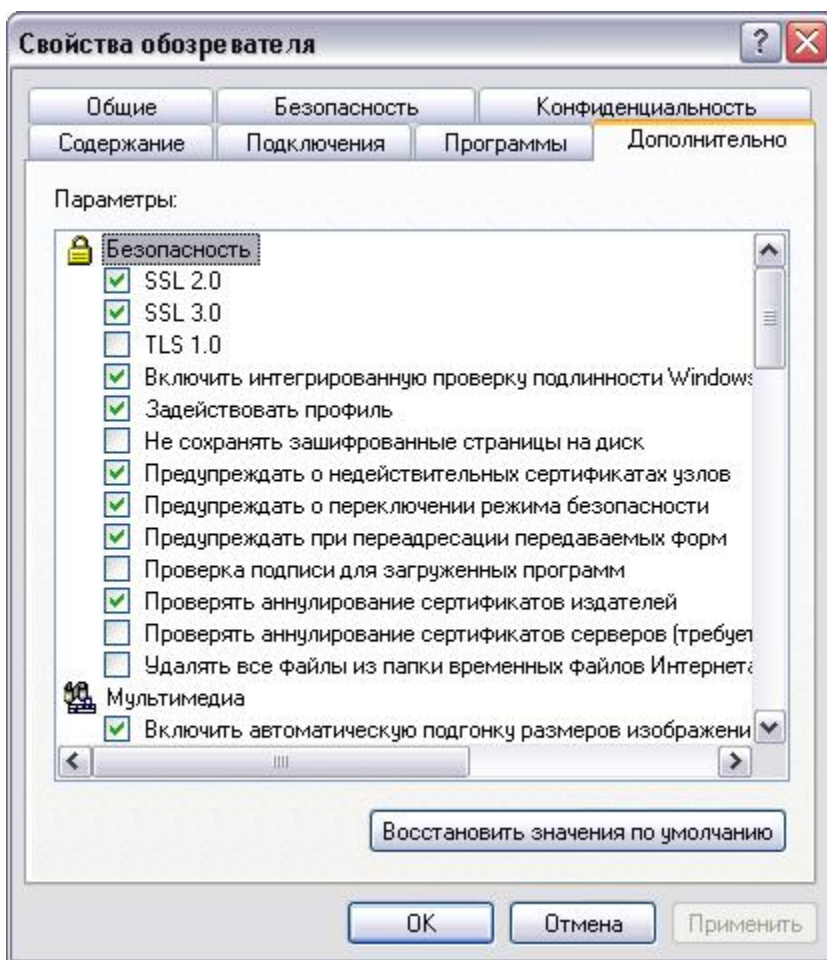 Свойства обозревателя
Общие Безопасность Конфиденциальность
Содержание Подключения Программы Дополнительно
Параметры:
Безопасность
SSL 2.0
SSL 3.0
TLS 1.0
Включить интегрированную проверку подлинности Windows
Задействовать профиль
Не сохранять зашифрованные страницы на диск
Предупреждать о недействительных сертификатах узлов
Предупреждать о переключении режима безопасности
Предупреждать при переадресации передаваемых форм
Проверка подписи для загруженных программ
Проверять аннулирование сертификатов издателей
Проверять аннулирование сертификатов серверов (требует
Удалять все файлы из папки временных файлов Интернета
Мультимедиа
Включить автоматическую подгонку размеров изображени
Восстановить значения по умолчанию
OK Отмена Применить